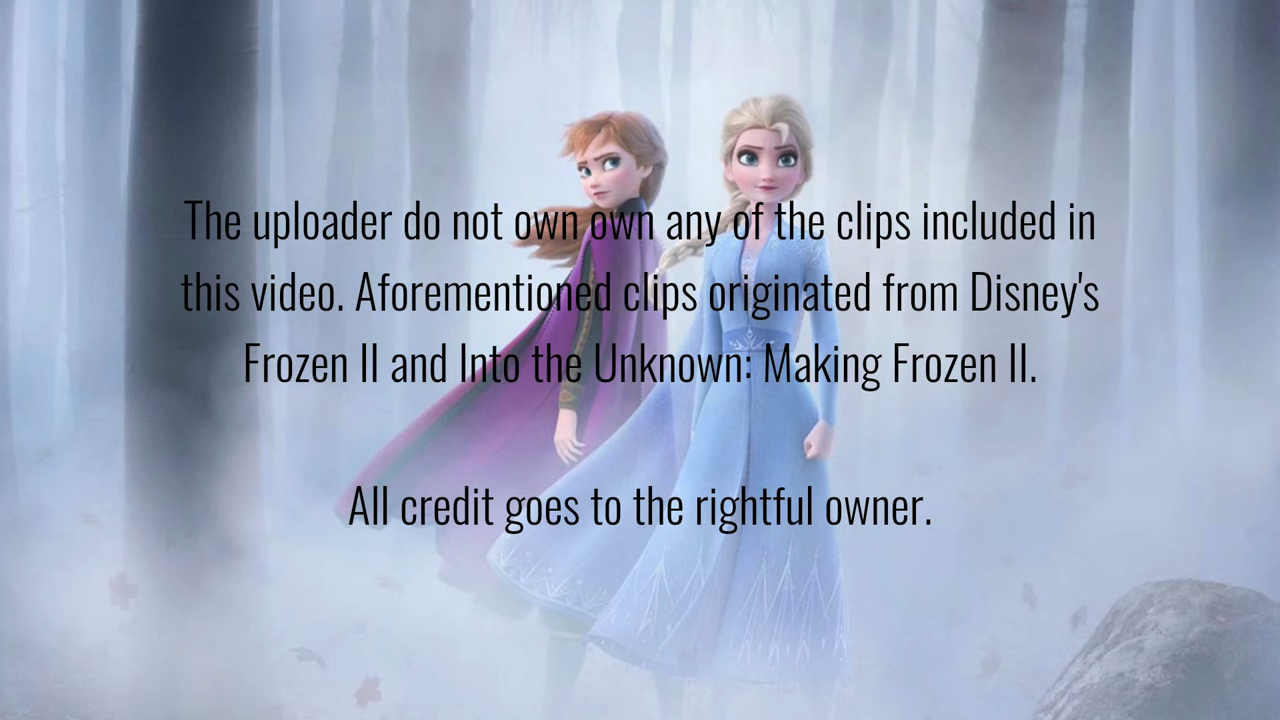 The uploader do not own own any of the clips included in
this video. Aforementioned clips originated from Disney's
Frozen II and Into the Unknown: Making Frozen II.
All credit goes to the rightful owner.